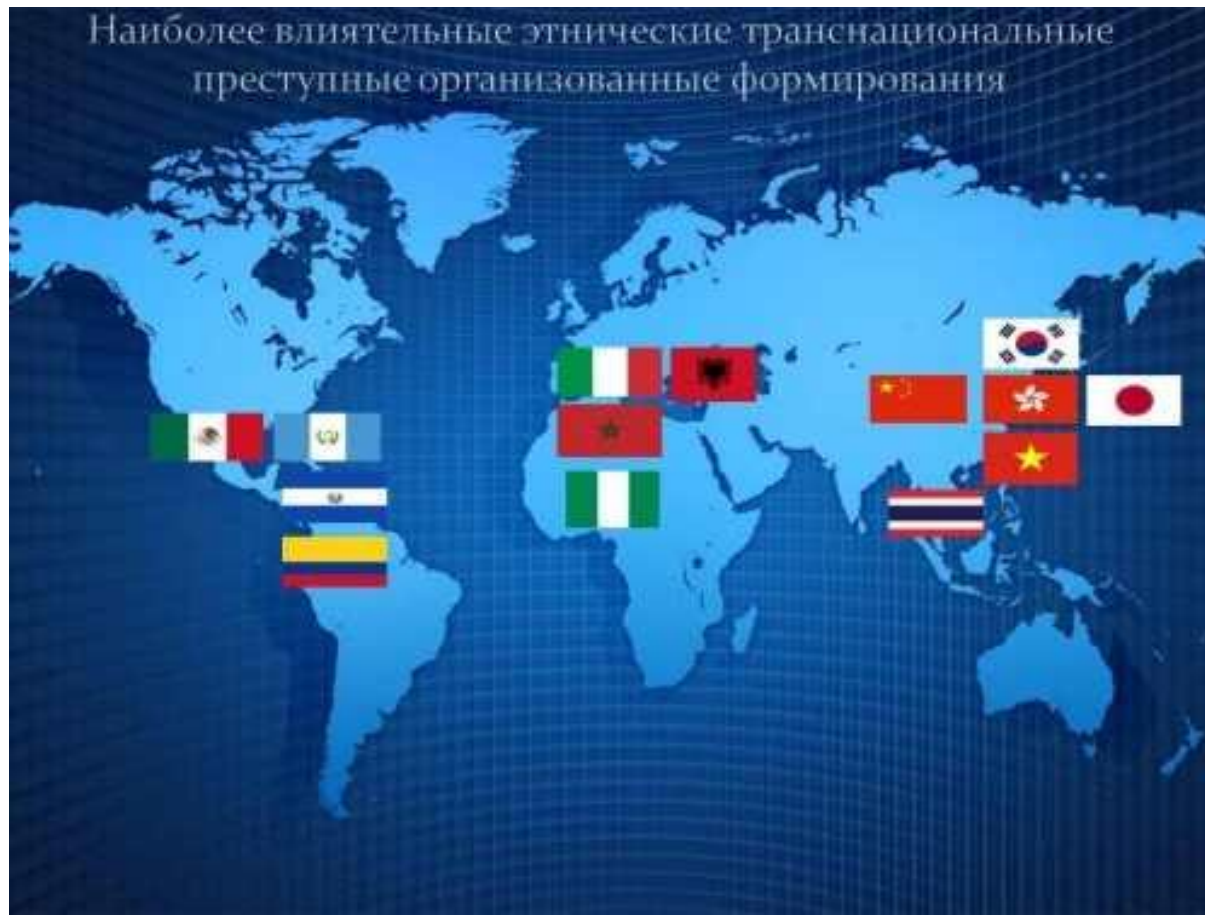 Наиболее влиятельные этнические транснациональные
преступные организованные формирования